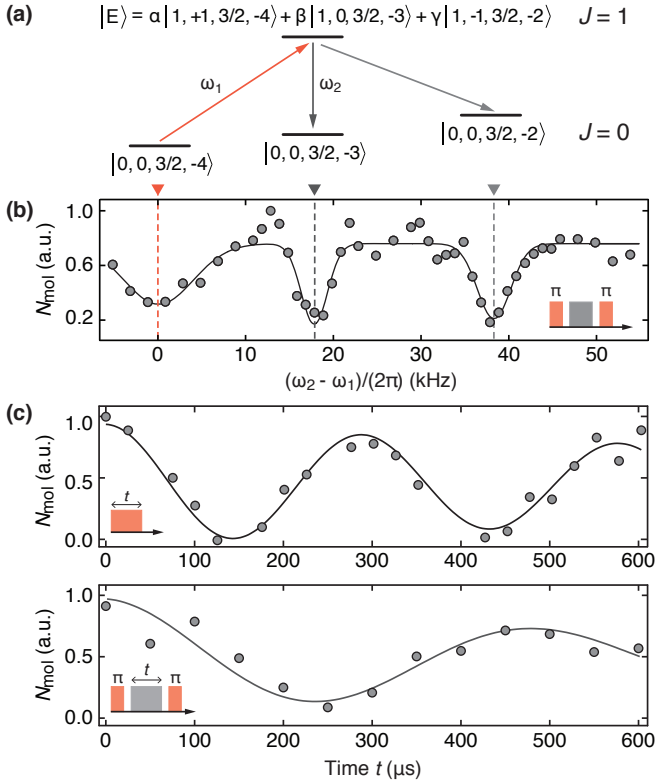 (a) |E⟩ = α|1, +1, 3/2, -4⟩ + β|1, 0, 3/2, -3⟩ + γ|1, -1, 3/2, -2⟩ J = 1
ω1 ω2
|0, 0, 3/2, -4⟩ |0, 0, 3/2, -3⟩ |0, 0, 3/2, -2⟩ J = 0
(b)
Nmol (a.u.)
1.0
0.6
0.2
π π
0 10 20 30 40 50
(ω2 - ω1)/(2π) (kHz)
(c)
Nmol (a.u.)
1.0
0.5
0.0
t
0 100 200 300 400 500 600
Nmol (a.u.)
1.0
0.5
0.0
π t π
0 100 200 300 400 500 600
Time t (μs)